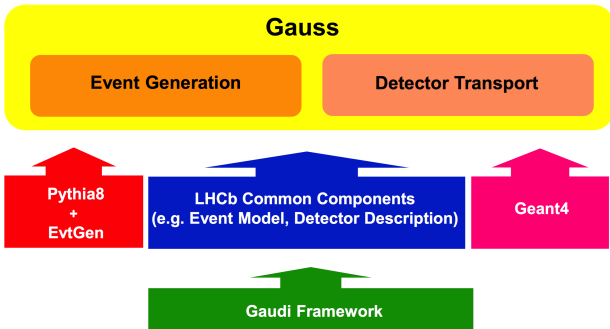 Gauss
Event Generation
Detector Transport
Pythia8
+
EvtGen
LHCb Common Components
(e.g. Event Model, Detector Description)
Geant4
Gaudi Framework